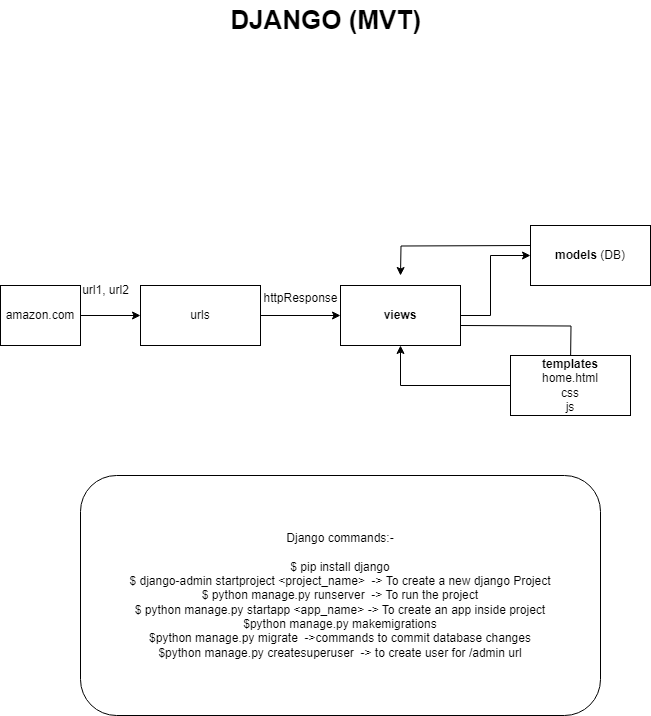 DJANGO (MVT)
models (DB)
url1, url2
httpResponse
amazon.com
urls
views
templates
home.html
css
js
Django commands:-
$ pip install django
$ django-admin startproject <project_name>  -> To create a new django Project
$ python manage.py runserver  -> To run the project
$ python manage.py startapp <app_name> -> To create an app inside project
$python manage.py makemigrations
$python manage.py migrate  ->commands to commit database changes
$python manage.py createsuperuser  -> to create user for /admin url